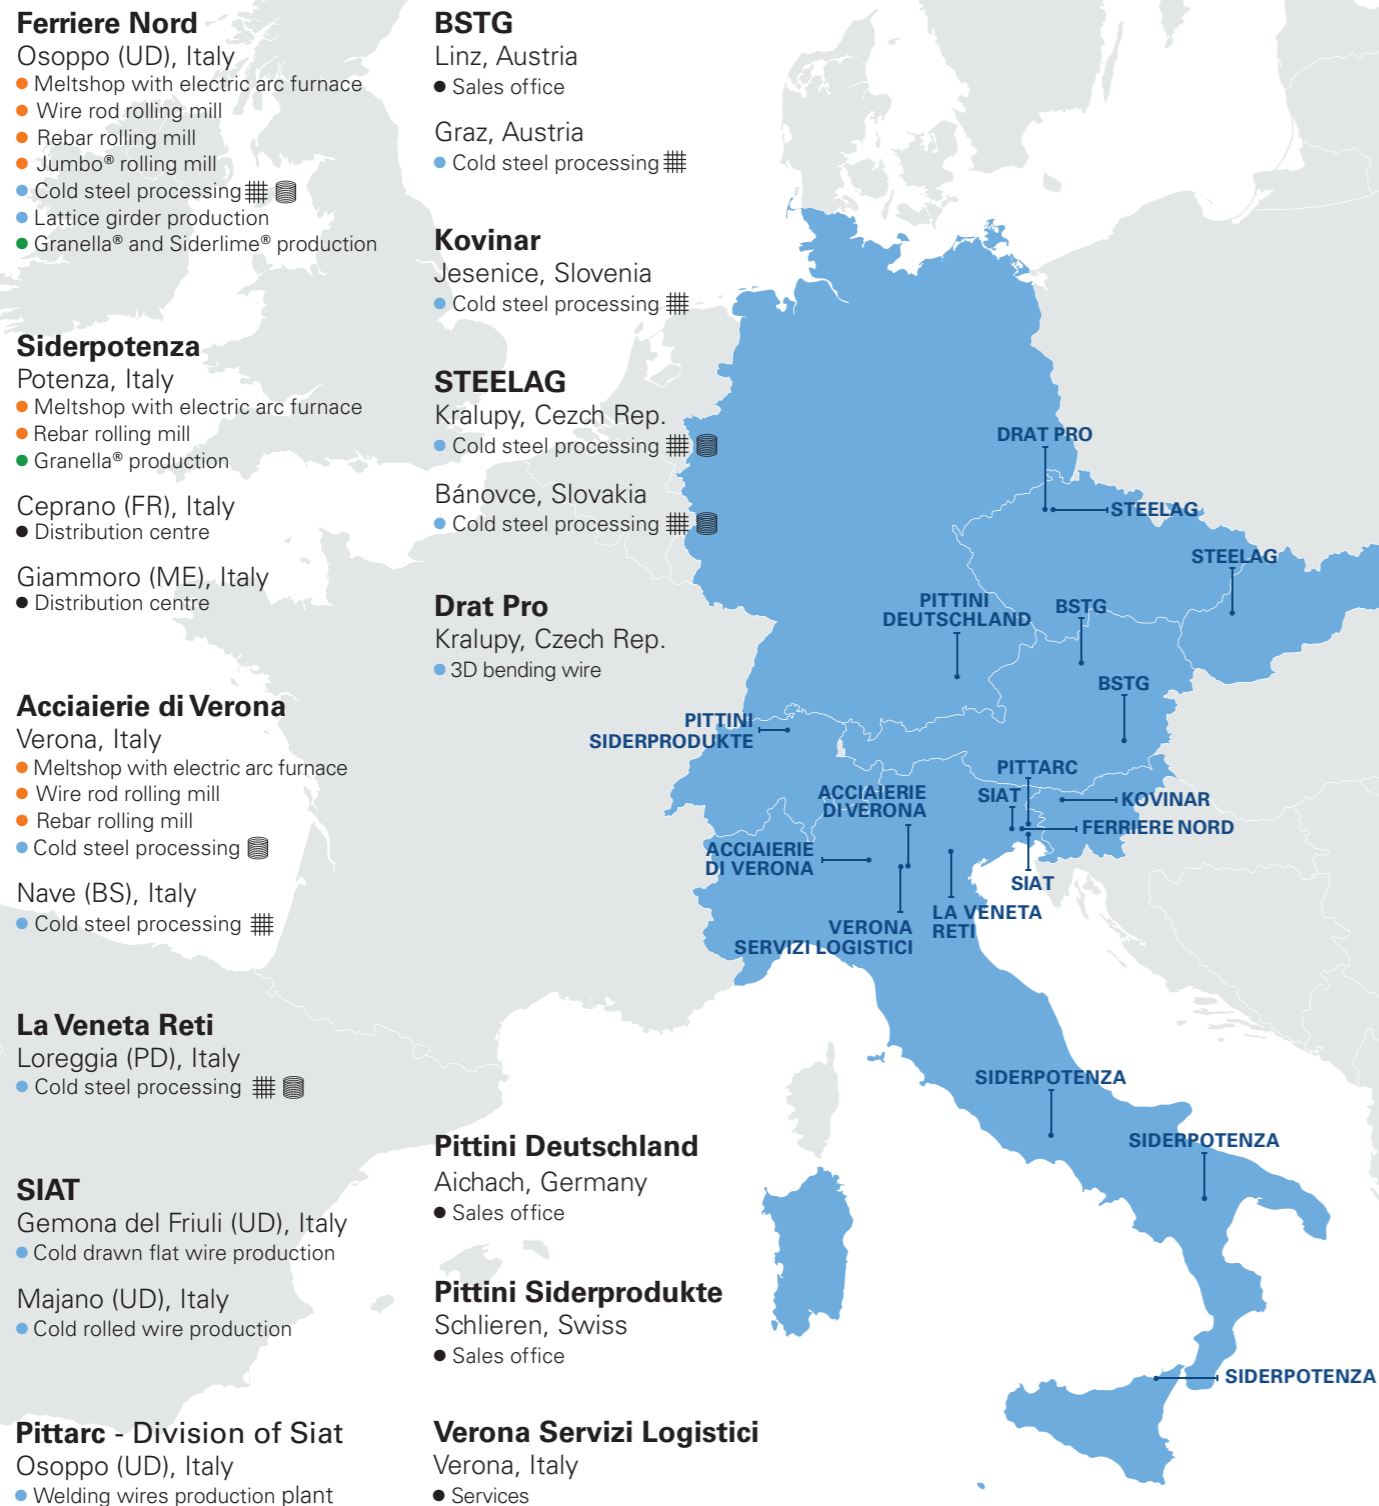 Ferriere Nord
Osoppo (UD), Italy
● Meltshop with electric arc furnace
● Wire rod rolling mill
● Rebar rolling mill
● Jumbo® rolling mill
● Cold steel processing
● Lattice girder production
● Granella® and Siderlime® production
Siderpotenza
Potenza, Italy
● Meltshop with electric arc furnace
● Rebar rolling mill
● Granella® production
Ceprano (FR), Italy
● Distribution centre
Giammoro (ME), Italy
● Distribution centre
Acciaierie di Verona
Verona, Italy
● Meltshop with electric arc furnace
● Wire rod rolling mill
● Rebar rolling mill
● Cold steel processing
Nave (BS), Italy
● Cold steel processing
La Veneta Reti
Loreggia (PD), Italy
● Cold steel processing
SIAT
Gemona del Friuli (UD), Italy
● Cold drawn flat wire production
Majano (UD), Italy
● Cold rolled wire production
Pittarc - Division of Siat
Osoppo (UD), Italy
● Welding wires production plant
BSTG
Linz, Austria
● Sales office
Graz, Austria
● Cold steel processing
Kovinar
Jesenice, Slovenia
● Cold steel processing
STEELAG
Kralupy, Cezch Rep.
● Cold steel processing
Bánovce, Slovakia
● Cold steel processing
Drat Pro
Kralupy, Czech Rep.
● 3D bending wire
Pittini Deutschland
Aichach, Germany
● Sales office
Pittini Siderprodukte
Schlieren, Swiss
● Sales office
Verona Servizi Logistici
Verona, Italy
● Services
DRAT PRO
STEELAG
STEELAG
PITTINI
DEUTSCHLAND
BSTG
BSTG
PITTINI
SIDERPRODUKTE
PITTARC
SIAT
ACCIAIERIE
DI VERONA
KOVINAR
FERRIERE NORD
ACCIAIERIE
DI VERONA
SIAT
LA VENETA
RETI
VERONA
SERVIZI LOGISTICI
SIDERPOTENZA
SIDERPOTENZA
SIDERPOTENZA